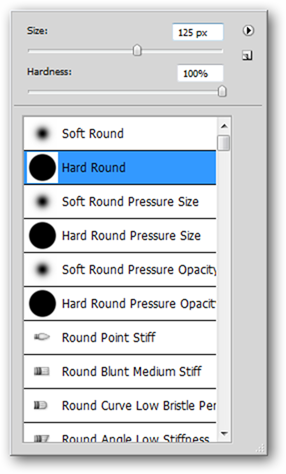 Size:
125 px
Hardness:
100%
Soft Round
Hard Round
Soft Round Pressure Size
Hard Round Pressure Size
Soft Round Pressure Opacity
Hard Round Pressure Opacit
Round Point Stiff
Round Blunt Medium Stiff
Round Curve Low Bristle Per
Round Angle Low Stiffness